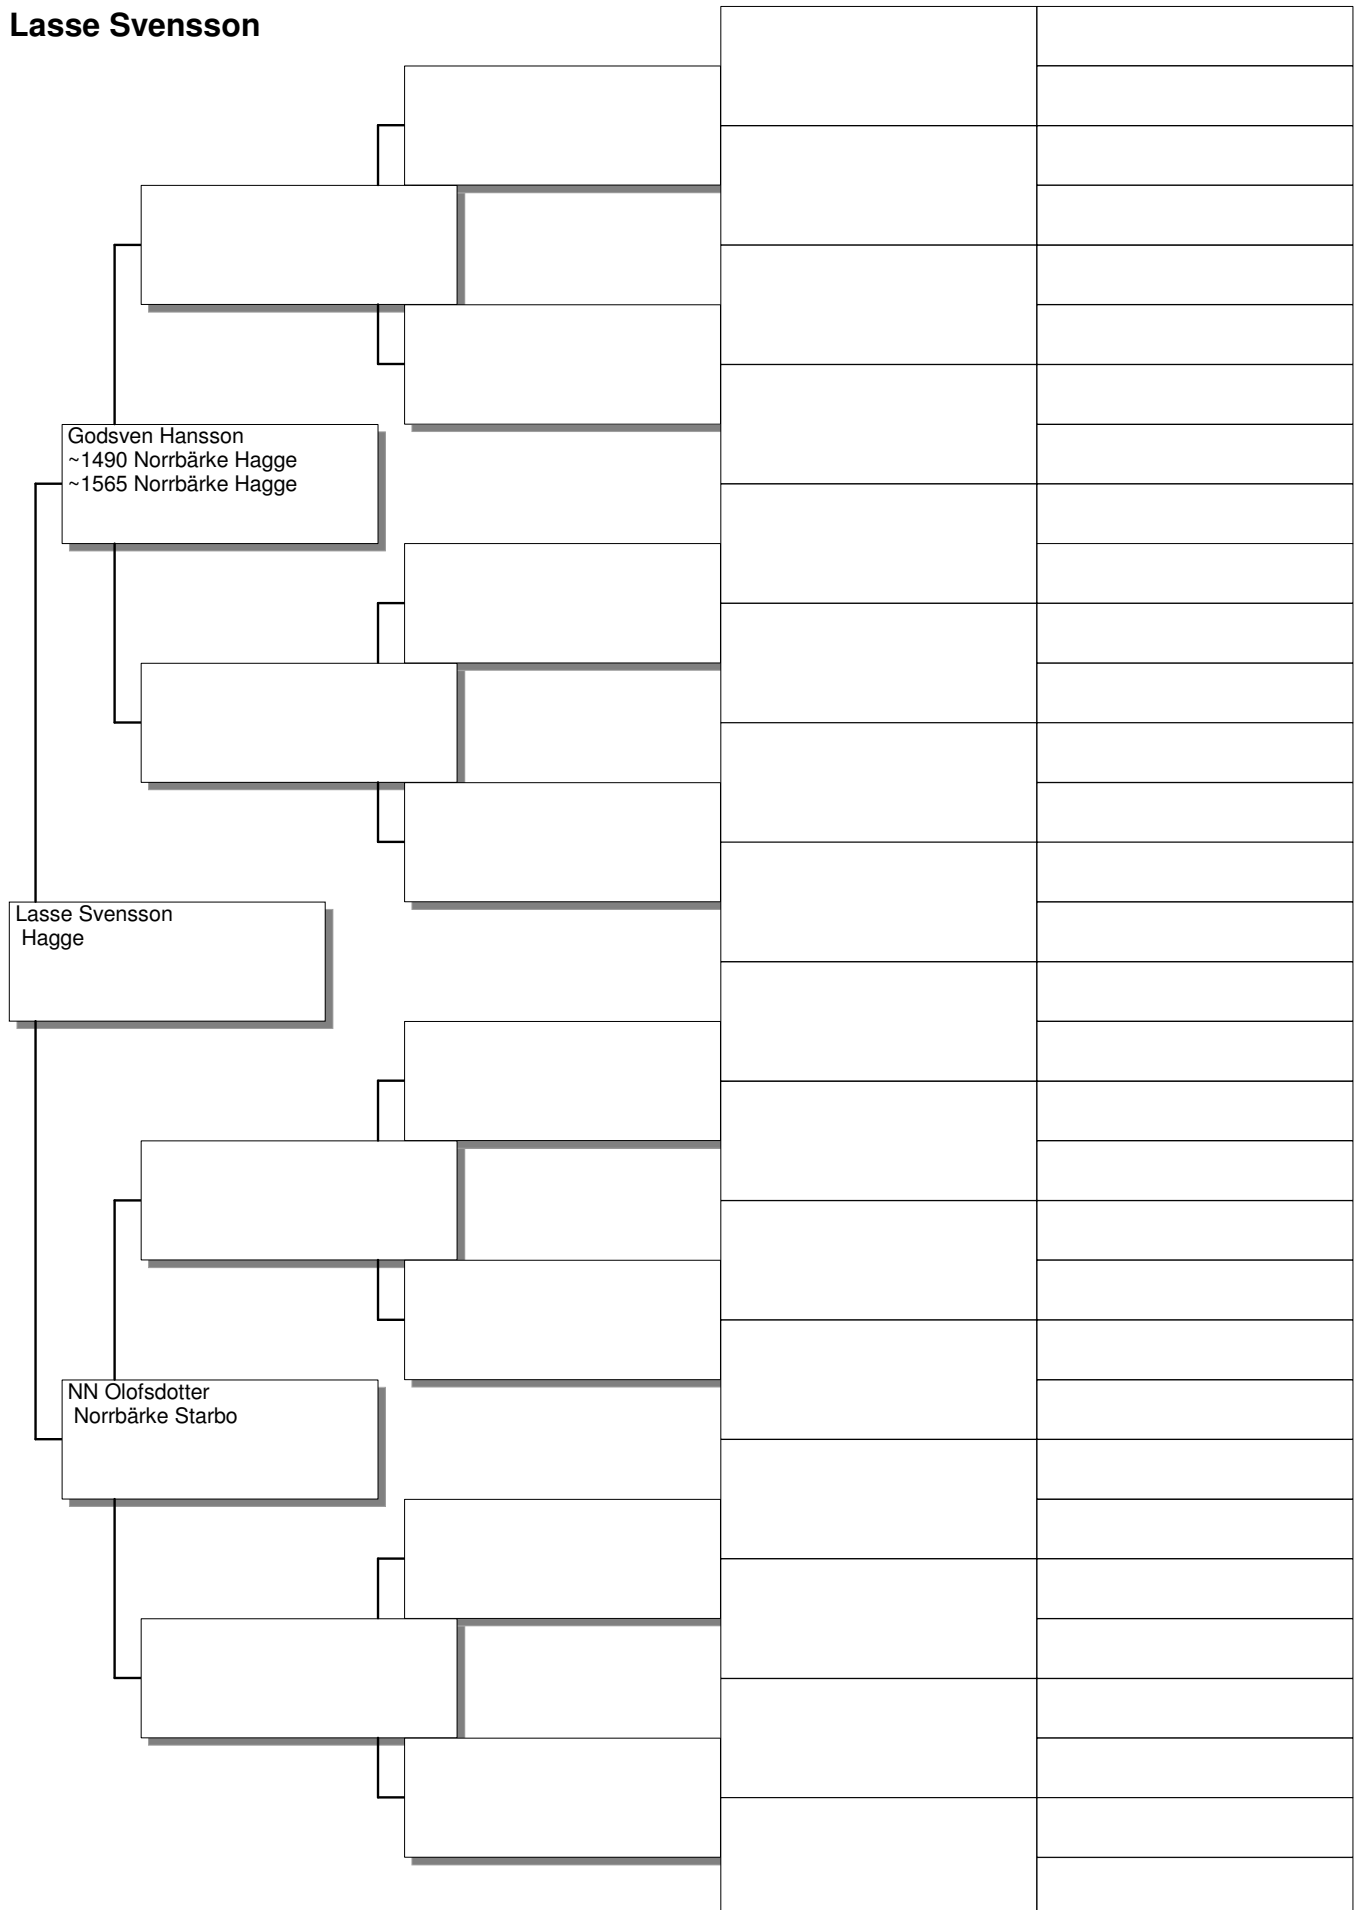 Lasse Svensson
Godsven Hansson
~1490 Norrbärke Hagge
~1565 Norrbärke Hagge
Lasse Svensson
Hagge
NN Olofsdotter
Norrbärke Starbo